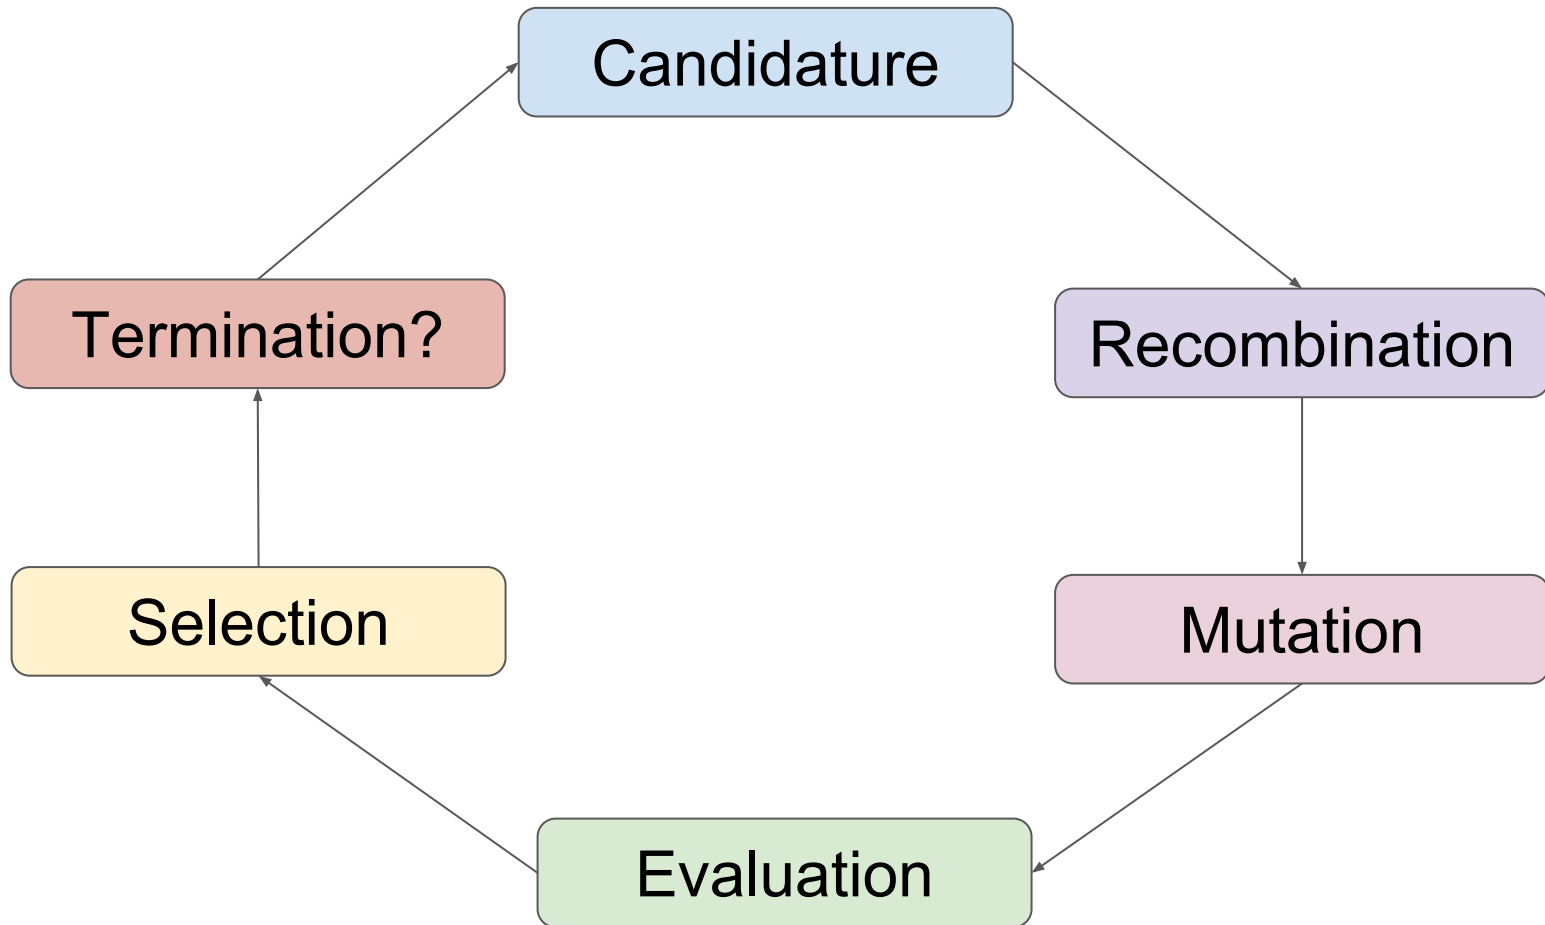 Candidature
Recombination
Mutation
Evaluation
Selection
Termination?